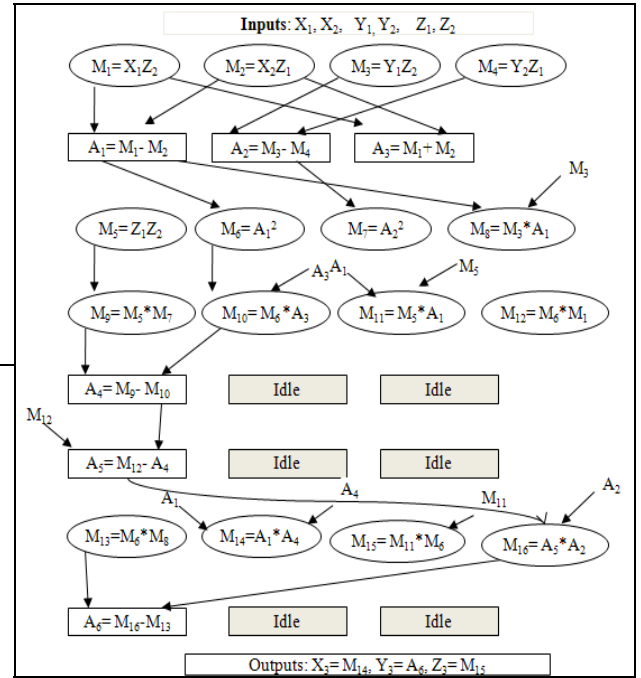 Inputs: X₁, X₂, Y₁, Y₂, Z₁, Z₂
M₁= X₁Z₂ M₂= X₂Z₁ M₃= Y₁Z₂ M₄= Y₂Z₁
A₁= M₁- M₂ A₂= M₃- M₄ A₃= M₁+ M₂
M₃
M₅= Z₁Z₂ M₆= A₁² M₇= A₂² M₈= M₃*A₁
A₃ A₁ M₅
M₉= M₅*M₇ M₁₀= M₆*A₃ M₁₁= M₅*A₁ M₁₂= M₆*M₁
A₄= M₉- M₁₀ Idle Idle
M₁₂
A₅= M₁₂- A₄ Idle Idle
A₁ A₄ M₁₁ A₂
M₁₃=M₆*M₈ M₁₄=A₁*A₄ M₁₅= M₁₁*M₆ M₁₆= A₅*A₂
A₆= M₁₆-M₁₃ Idle Idle
Outputs: X₃= M₁₄, Y₃= A₆, Z₃= M₁₅